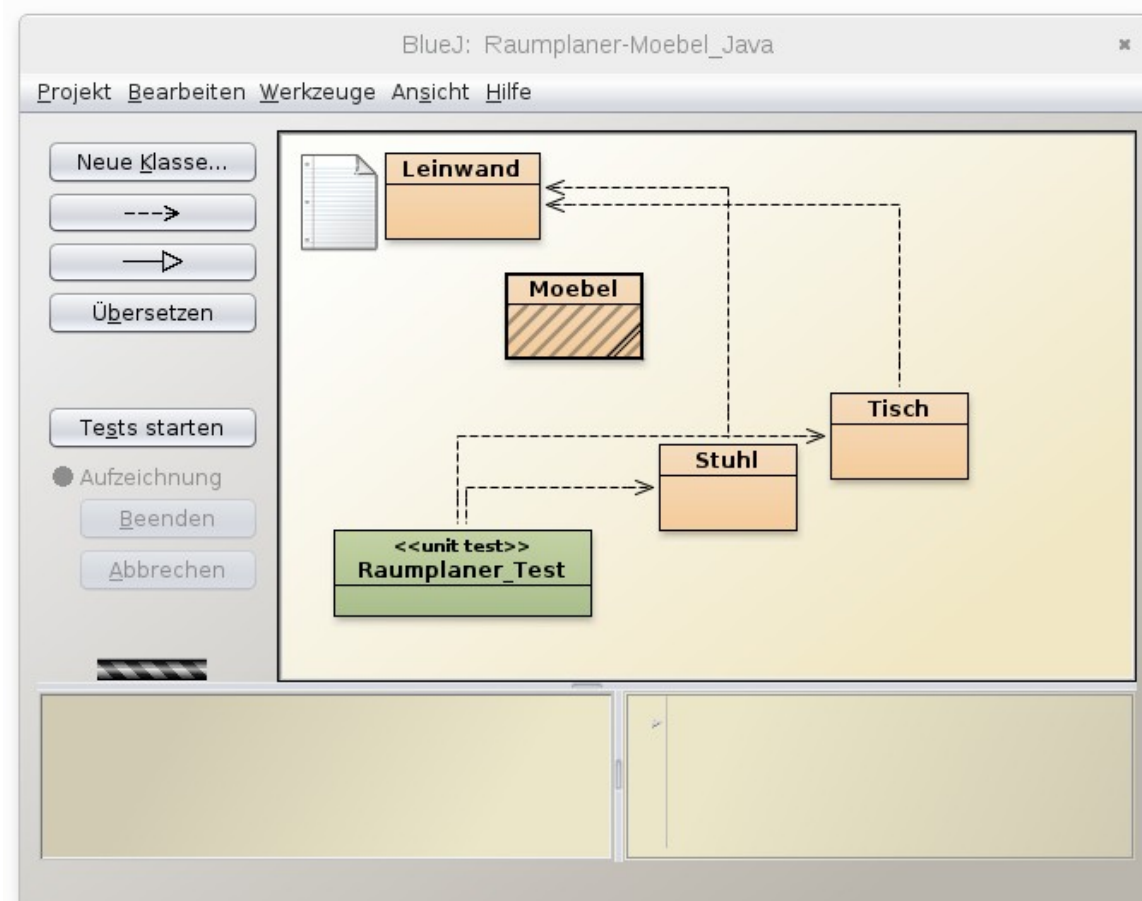 BlueJ: Raumplaner-Moebel_Java
Projekt Bearbeiten Werkzeuge Ansicht Hilfe
Neue Klasse...
Übersetzen
Tests starten
Aufzeichnung
Beenden
Abbrechen
Leinwand
Moebel
Tisch
Stuhl
<<unit test>>
Raumplaner_Test